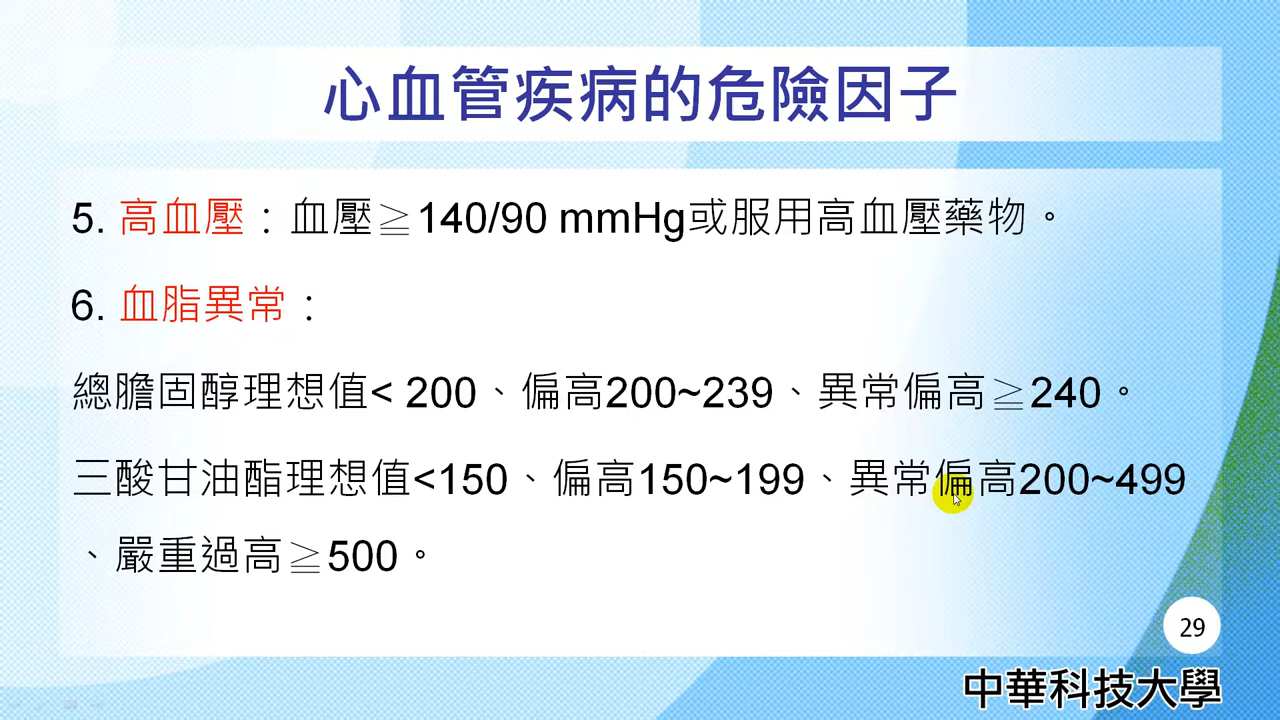 心血管疾病的危險因子
5. 高血壓：血壓≧140/90 mmHg或服用高血壓藥物。
6. 血脂異常：
總膽固醇理想值< 200、偏高200~239、異常偏高≧240。
三酸甘油酯理想值<150、偏高150~199、異常偏高200~499
、嚴重過高≧500。
29
中華科技大學